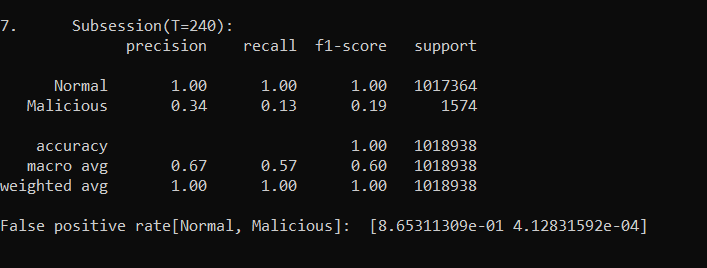 7. Subsession(T=240):
precision recall f1-score support
Normal 1.00 1.00 1.00 1017364
Malicious 0.34 0.13 0.19 1574
accuracy 1.00 1018938
macro avg 0.67 0.57 0.60 1018938
weighted avg 1.00 1.00 1.00 1018938
False positive rate[Normal, Malicious]: [8.65311309e-01 4.12831592e-04]